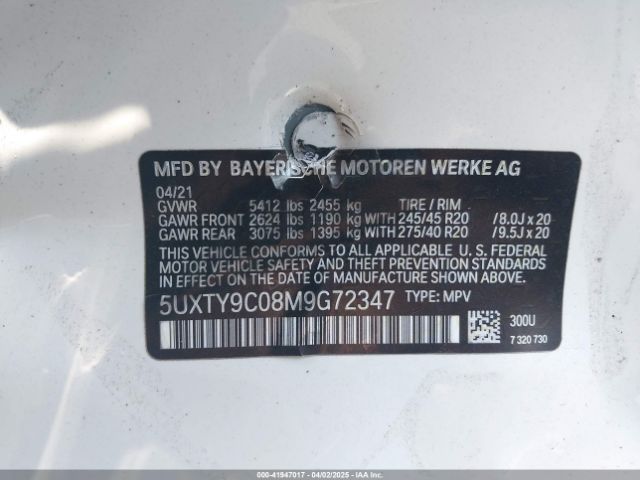 MFD BY BAYERISCHE MOTOREN WERKE AG
04/21
GVWR 5412 lbs 2455 kg TIRE / RIM
GAWR FRONT 2624 lbs 1190 kg WITH 245/45 R20 /8.0J x 20
GAWR REAR 3075 lbs 1395 kg WITH 275/40 R20 /9.5J x 20
THIS VEHICLE CONFORMS TO ALL APPLICABLE U.S. FEDERAL
MOTOR VEHICLE SAFETY AND THEFT PREVENTION STANDARDS
IN EFFECT ON THE DATE OF MANUFACTURE SHOWN ABOVE.
5UXTY9C08M9G72347 TYPE: MPV
300U
7 320 730
000-41947017 - 04/02/2025 - IAAI.COM